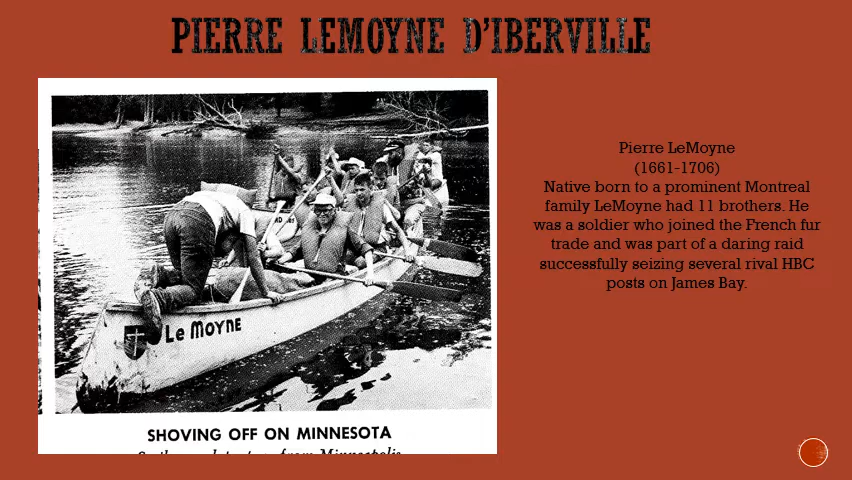 PIERRE LEMOYNE D'IBERVILLE
Pierre LeMoyne
(1661-1706)
Native born to a prominent Montreal
family LeMoyne had 11 brothers. He
was a soldier who joined the French fur
trade and was part of a daring raid
successfully seizing several rival HBC
posts on James Bay.
Le Moyne
SHOVING OFF ON MINNESOTA
from Minneapolis